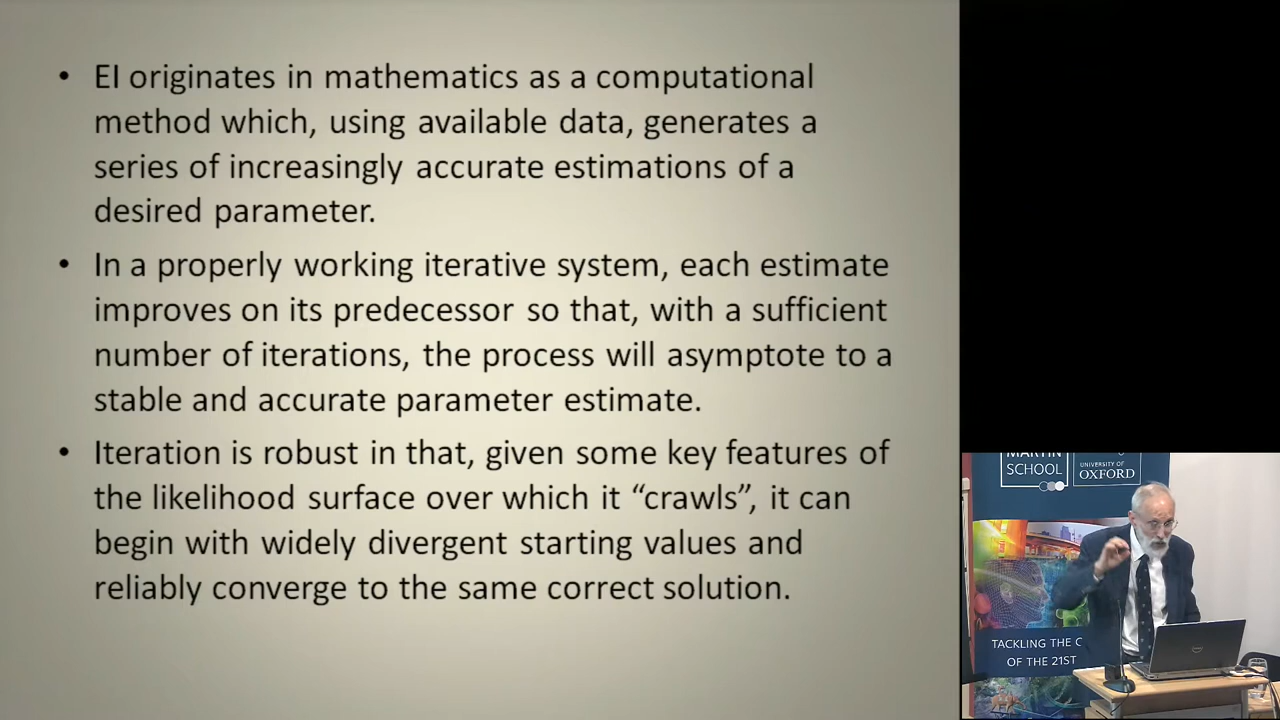 • EI originates in mathematics as a computational
method which, using available data, generates a
series of increasingly accurate estimations of a
desired parameter.
• In a properly working iterative system, each estimate
improves on its predecessor so that, with a sufficient
number of iterations, the process will asymptote to a
stable and accurate parameter estimate.
• Iteration is robust in that, given some key features of
the likelihood surface over which it “crawls”, it can
begin with widely divergent starting values and
reliably converge to the same correct solution.
MARTIN
SCHOOL
UNIVERSITY OF
OXFORD
TACKLING THE C
OF THE 21ST